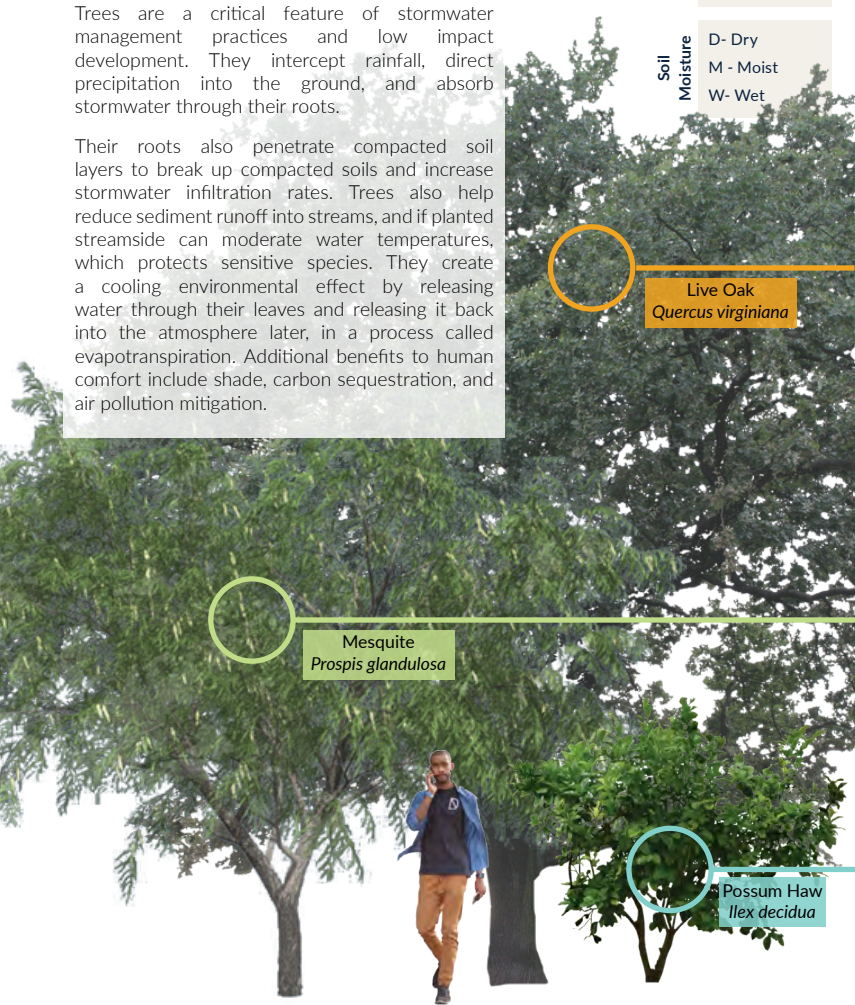 Trees are a critical feature of stormwater
management practices and low impact
development. They intercept rainfall, direct
precipitation into the ground, and absorb
stormwater through their roots.
Their roots also penetrate compacted soil
layers to break up compacted soils and increase
stormwater infiltration rates. Trees also help
reduce sediment runoff into streams, and if planted
streamside can moderate water temperatures,
which protects sensitive species. They create
a cooling environmental effect by releasing
water through their leaves and releasing it back
into the atmosphere later, in a process called
evapotranspiration. Additional benefits to human
comfort include shade, carbon sequestration, and
air pollution mitigation.
Soil
Moisture
D- Dry
M - Moist
W- Wet
Live Oak
Quercus virginiana
Mesquite
Prospis glandulosa
Possum Haw
Ilex decidua